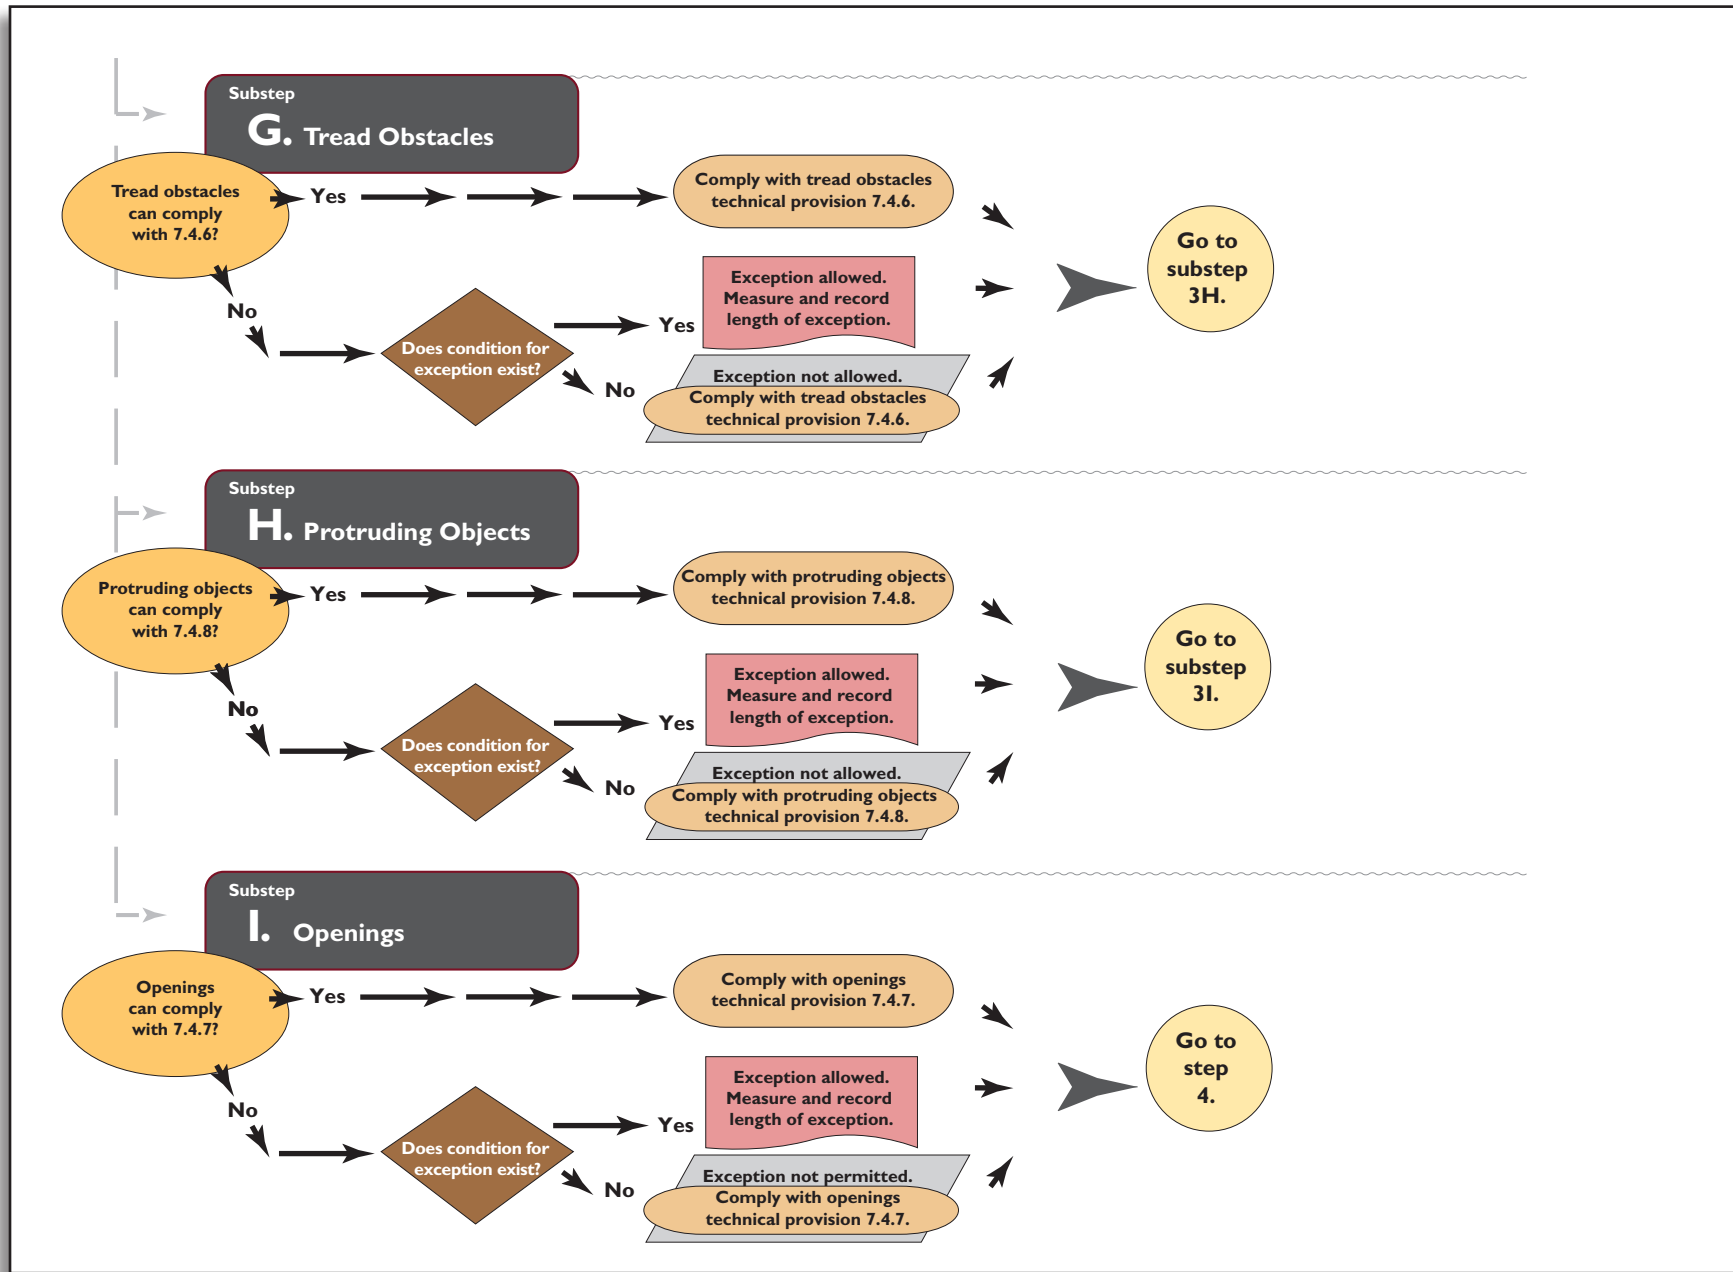 Substep
G. Tread Obstacles
Tread obstacles
can comply
with 7.4.6?
Yes
Comply with tread obstacles
technical provision 7.4.6.
No
Does condition for
exception exist?
Yes
Exception allowed.
Measure and record
length of exception.
No
Exception not allowed.
Comply with tread obstacles
technical provision 7.4.6.
Go to
substep
3H.
Substep
H. Protruding Objects
Protruding objects
can comply
with 7.4.8?
Yes
Comply with protruding objects
technical provision 7.4.8.
No
Does condition for
exception exist?
Yes
Exception allowed.
Measure and record
length of exception.
No
Exception not allowed.
Comply with protruding objects
technical provision 7.4.8.
Go to
substep
3I.
Substep
I. Openings
Openings
can comply
with 7.4.7?
Yes
Comply with openings
technical provision 7.4.7.
No
Does condition for
exception exist?
Yes
Exception allowed.
Measure and record
length of exception.
No
Exception not permitted.
Comply with openings
technical provision 7.4.7.
Go to
step
4.